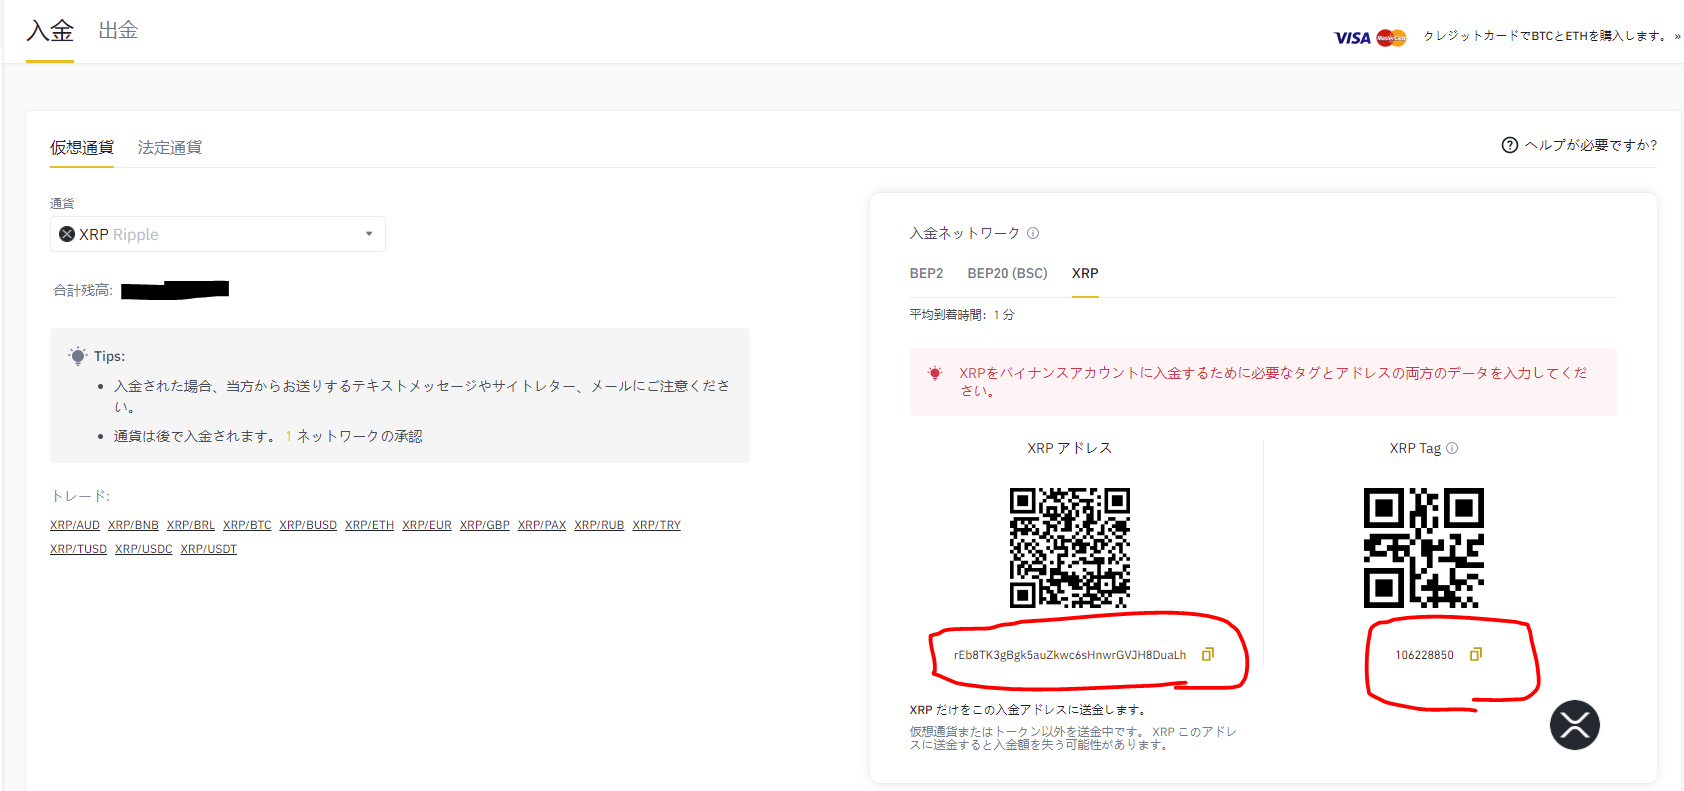 入金 出金
VISA MasterCard クレジットカードでBTCとETHを購入します。 »
仮想通貨 法定通貨
? ヘルプが必要ですか?
通貨
XRP Ripple
合計残高:
Tips:
• 入金された場合、当方からお送りするテキストメッセージやサイトレター、メールにご注意くださ
い。
• 通貨は後で入金されます。 1 ネットワークの承認
トレード:
XRP/AUD XRP/BNB XRP/BRL XRP/BTC XRP/BUSD XRP/ETH XRP/EUR XRP/GBP XRP/PAX XRP/RUB XRP/TRY
XRP/TUSD XRP/USDC XRP/USDT
入金ネットワーク
BEP2 BEP20 (BSC) XRP
平均到着時間: 1 分
XRPをバイナンスアカウントに入金するために必要なタグとアドレスの両方のデータを入力してくだ
さい。
XRP アドレス
rEb8TK3gBgk5auZkwc6sHnwrGVJH8DuaLh
XRP Tag
106228850
XRP だけをこの入金アドレスに送金します。
仮想通貨またはトークン以外を送金中です。 XRP このアドレ
スに送金すると入金額を失う可能性があります。